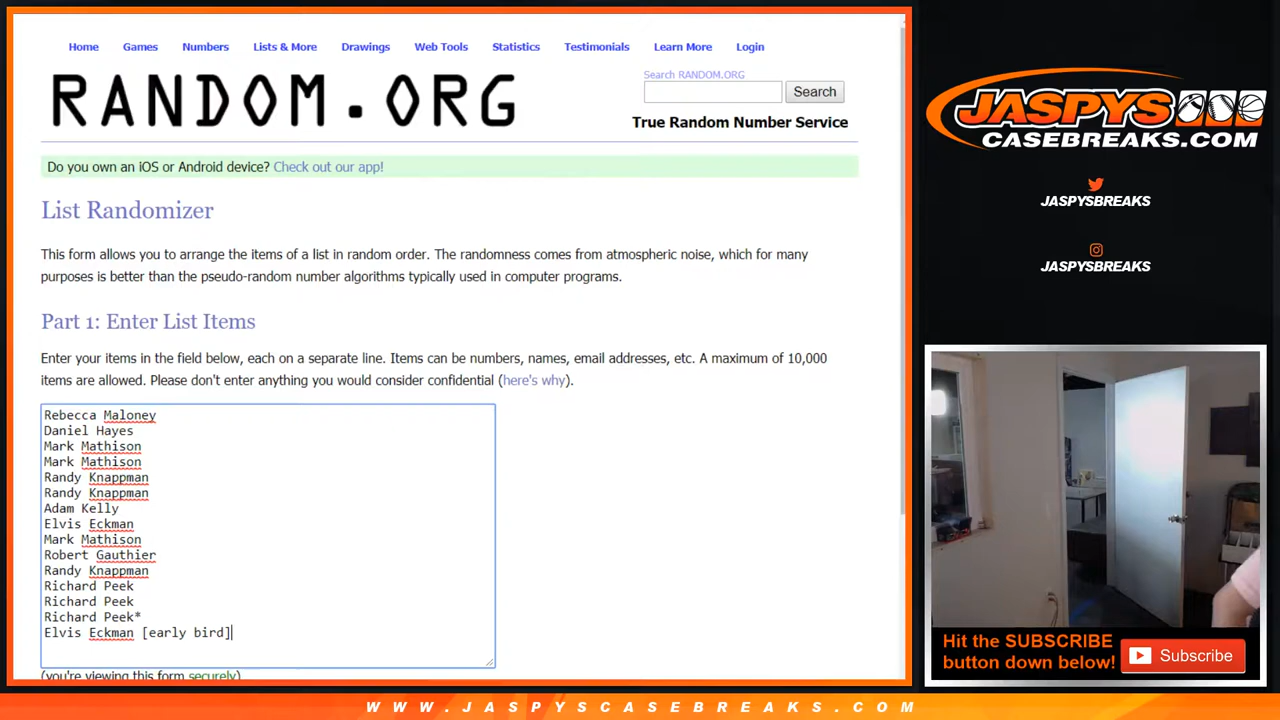 Home Games Numbers Lists & More Drawings Web Tools Statistics Testimonials Learn More Login
RANDOM.ORG
Search RANDOM.ORG
Search
True Random Number Service
Do you own an iOS or Android device? Check out our app!
List Randomizer
This form allows you to arrange the items of a list in random order. The randomness comes from atmospheric noise, which for many
purposes is better than the pseudo-random number algorithms typically used in computer programs.
Part 1: Enter List Items
Enter your items in the field below, each on a separate line. Items can be numbers, names, email addresses, etc. A maximum of 10,000
items are allowed. Please don't enter anything you would consider confidential (here's why).
Rebecca Maloney
Daniel Hayes
Mark Mathison
Mark Mathison
Randy Knappman
Randy Knappman
Adam Kelly
Elvis Eckman
Mark Mathison
Robert Gauthier
Randy Knappman
Richard Peek
Richard Peek
Richard Peek*
Elvis Eckman [early bird]
(you're viewing this form securely)
JASPYS
CASEBREAKS.COM
JASPYSBREAKS
JASPYSBREAKS
Hit the SUBSCRIBE
button down below!
Subscribe
WWW.JASPYSCASEBREAKS.COM